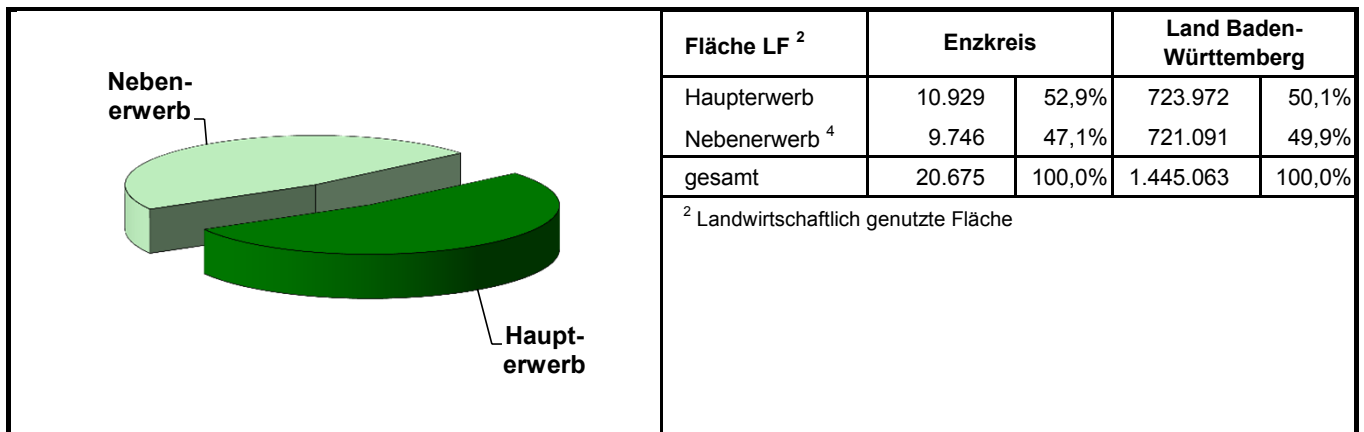 Neben-
erwerb
Haupt-
erwerb
Fläche LF ² Enzkreis Land Baden-
Württemberg
Haupterwerb 10.929 52,9% 723.972 50,1%
Nebenerwerb ⁴ 9.746 47,1% 721.091 49,9%
gesamt 20.675 100,0% 1.445.063 100,0%
² Landwirtschaftlich genutzte Fläche